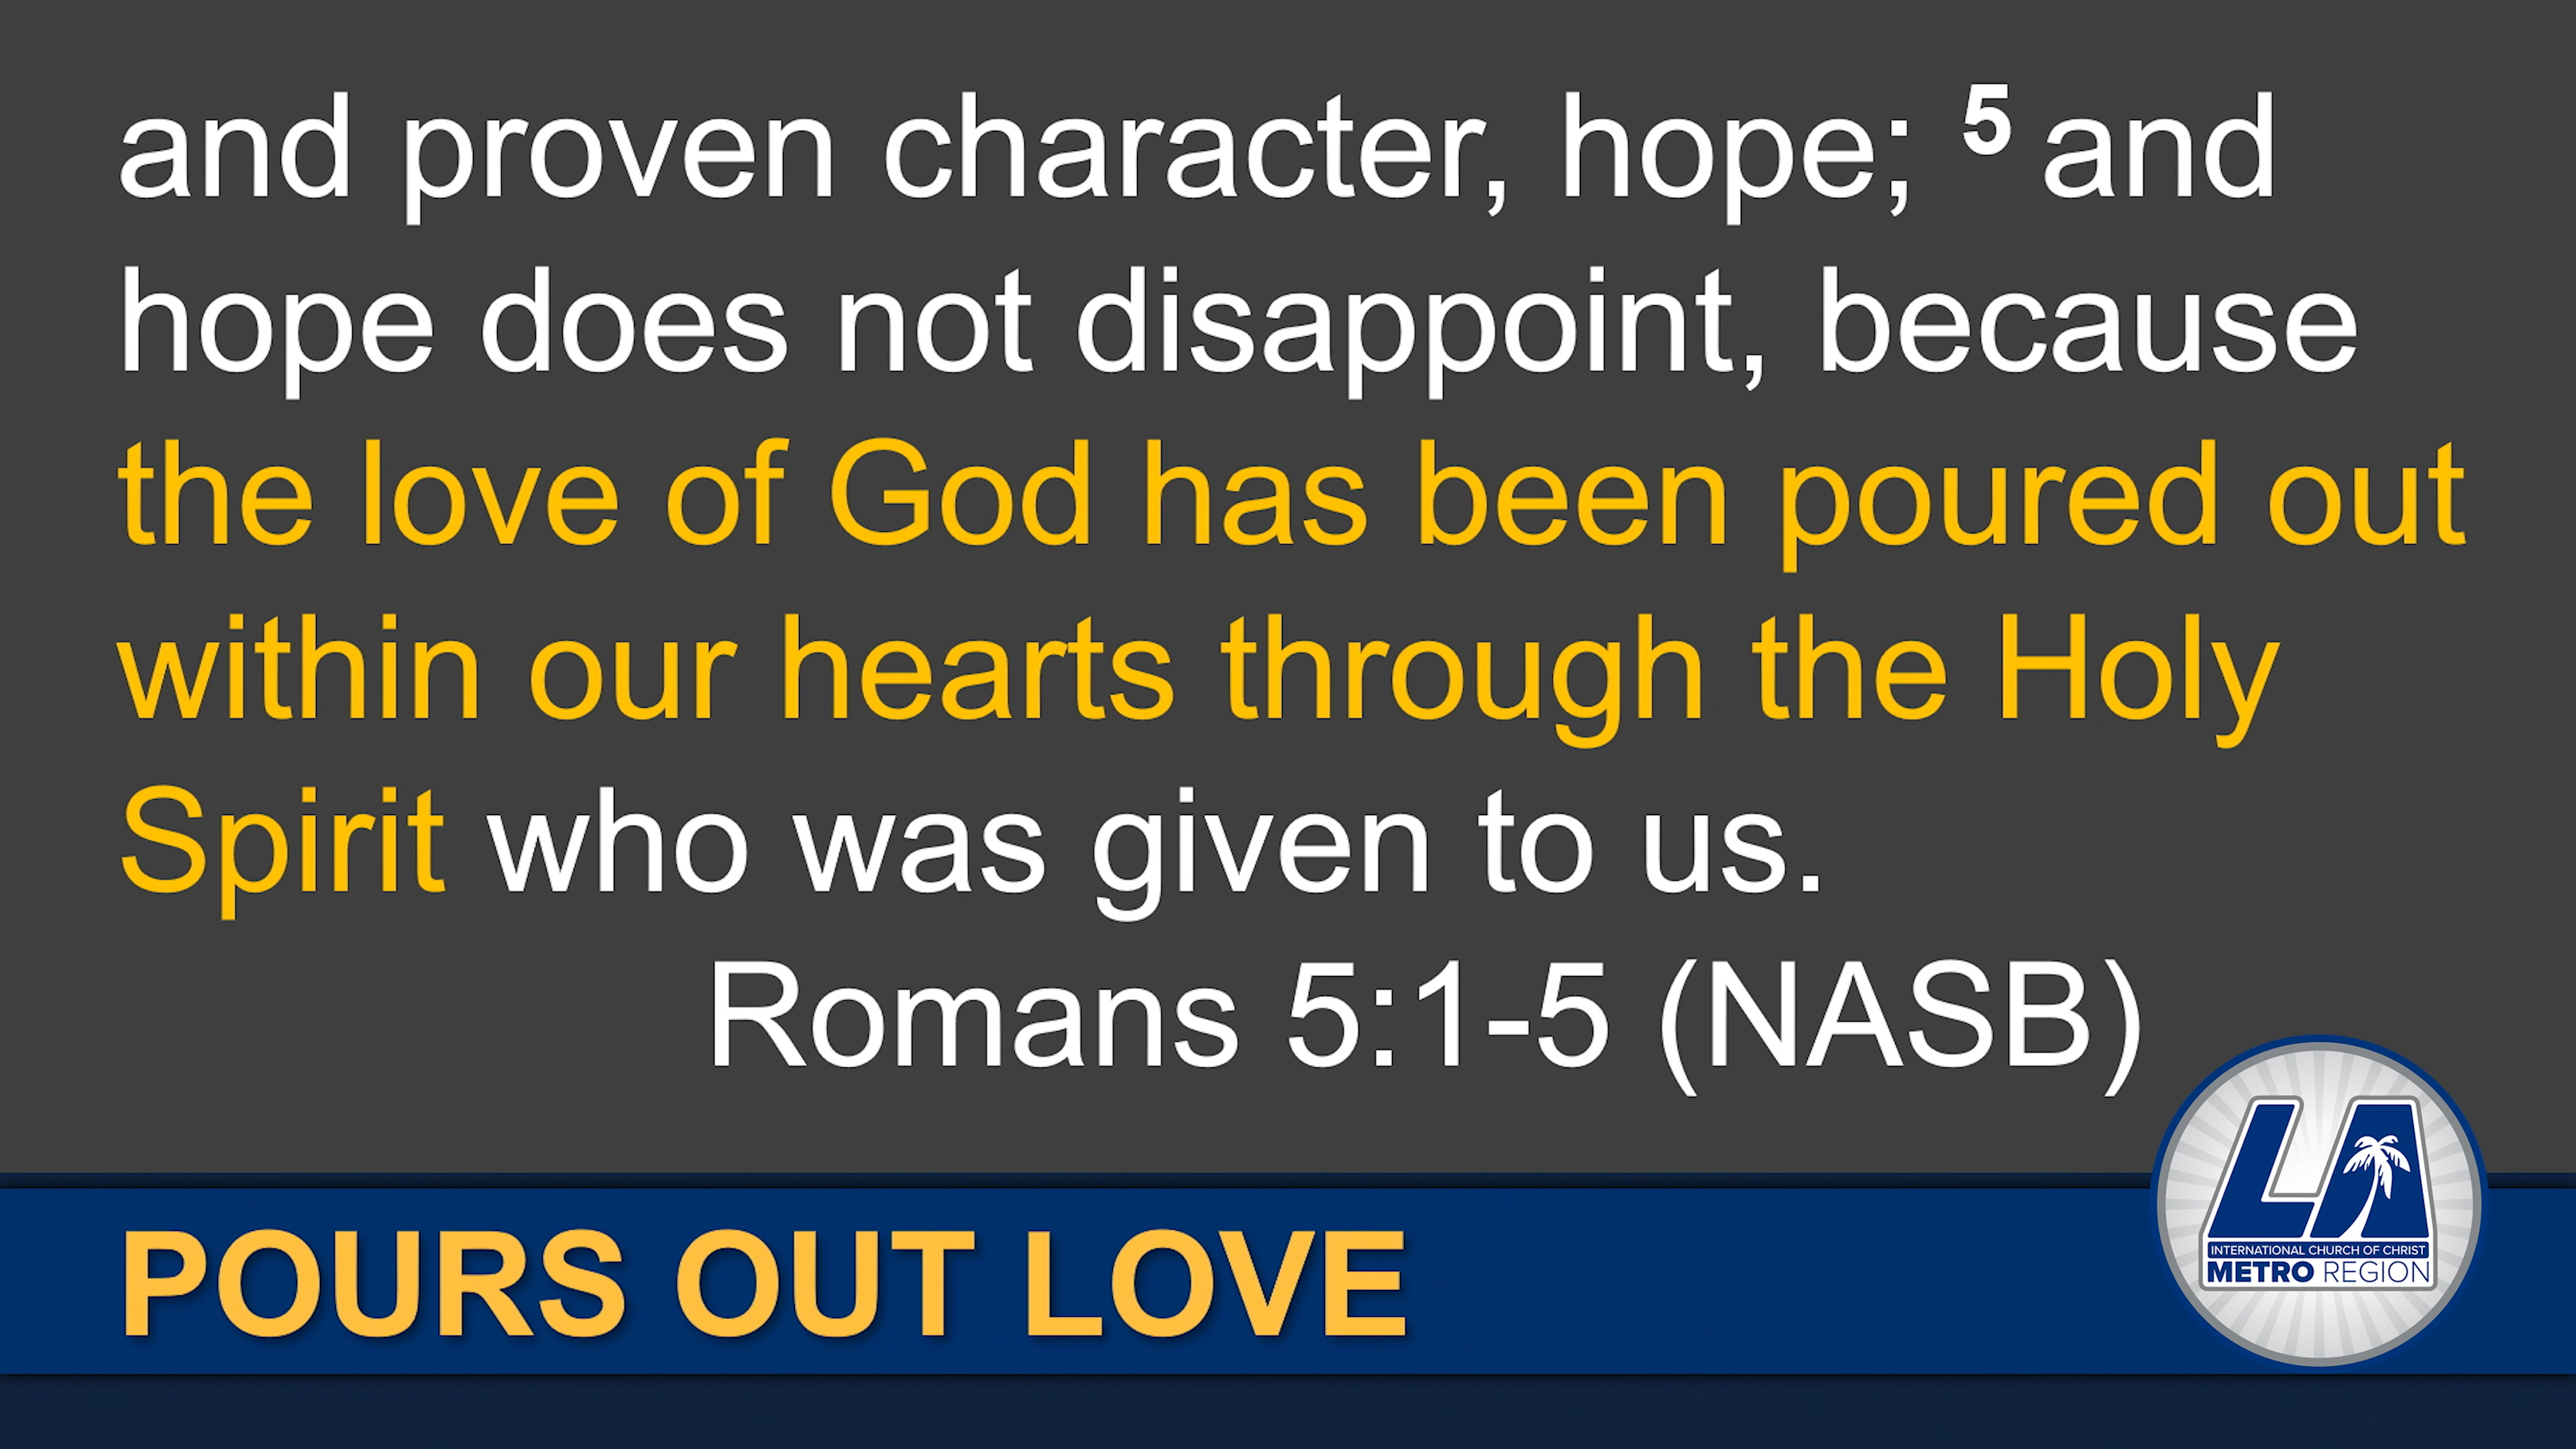 and proven character, hope; 5 and
hope does not disappoint, because
the love of God has been poured out
within our hearts through the Holy
Spirit who was given to us.
Romans 5:1-5 (NASB)
POURS OUT LOVE
LA
INTERNATIONAL CHURCH OF CHRIST
METRO REGION